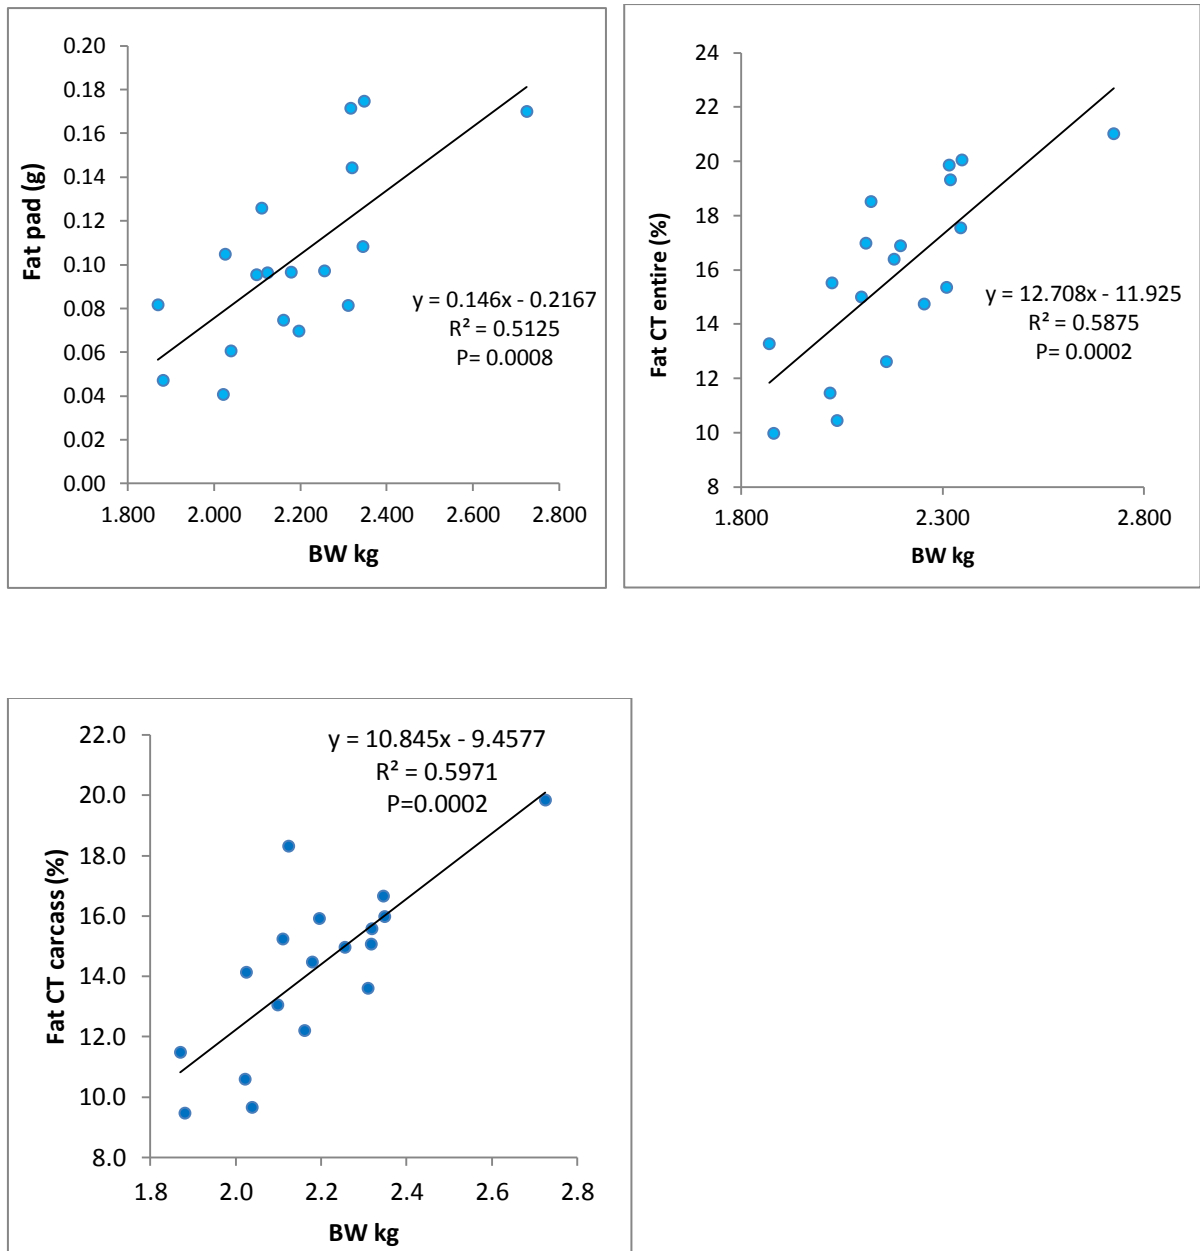 0.20
0.18
0.16
0.14
0.12
0.10
0.08
0.06
0.04
0.02
0.00
Fat pad (g)
y = 0.146x - 0.2167
R² = 0.5125
P= 0.0008
1.800 2.000 2.200 2.400 2.600 2.800
BW kg
24
22
20
18
16
14
12
10
8
Fat CT entire (%)
y = 12.708x - 11.925
R² = 0.5875
P= 0.0002
1.800 2.300 2.800
BW kg
22.0
20.0
18.0
16.0
14.0
12.0
10.0
8.0
Fat CT carcass (%)
y = 10.845x - 9.4577
R² = 0.5971
P=0.0002
1.8 2.0 2.2 2.4 2.6 2.8
BW kg